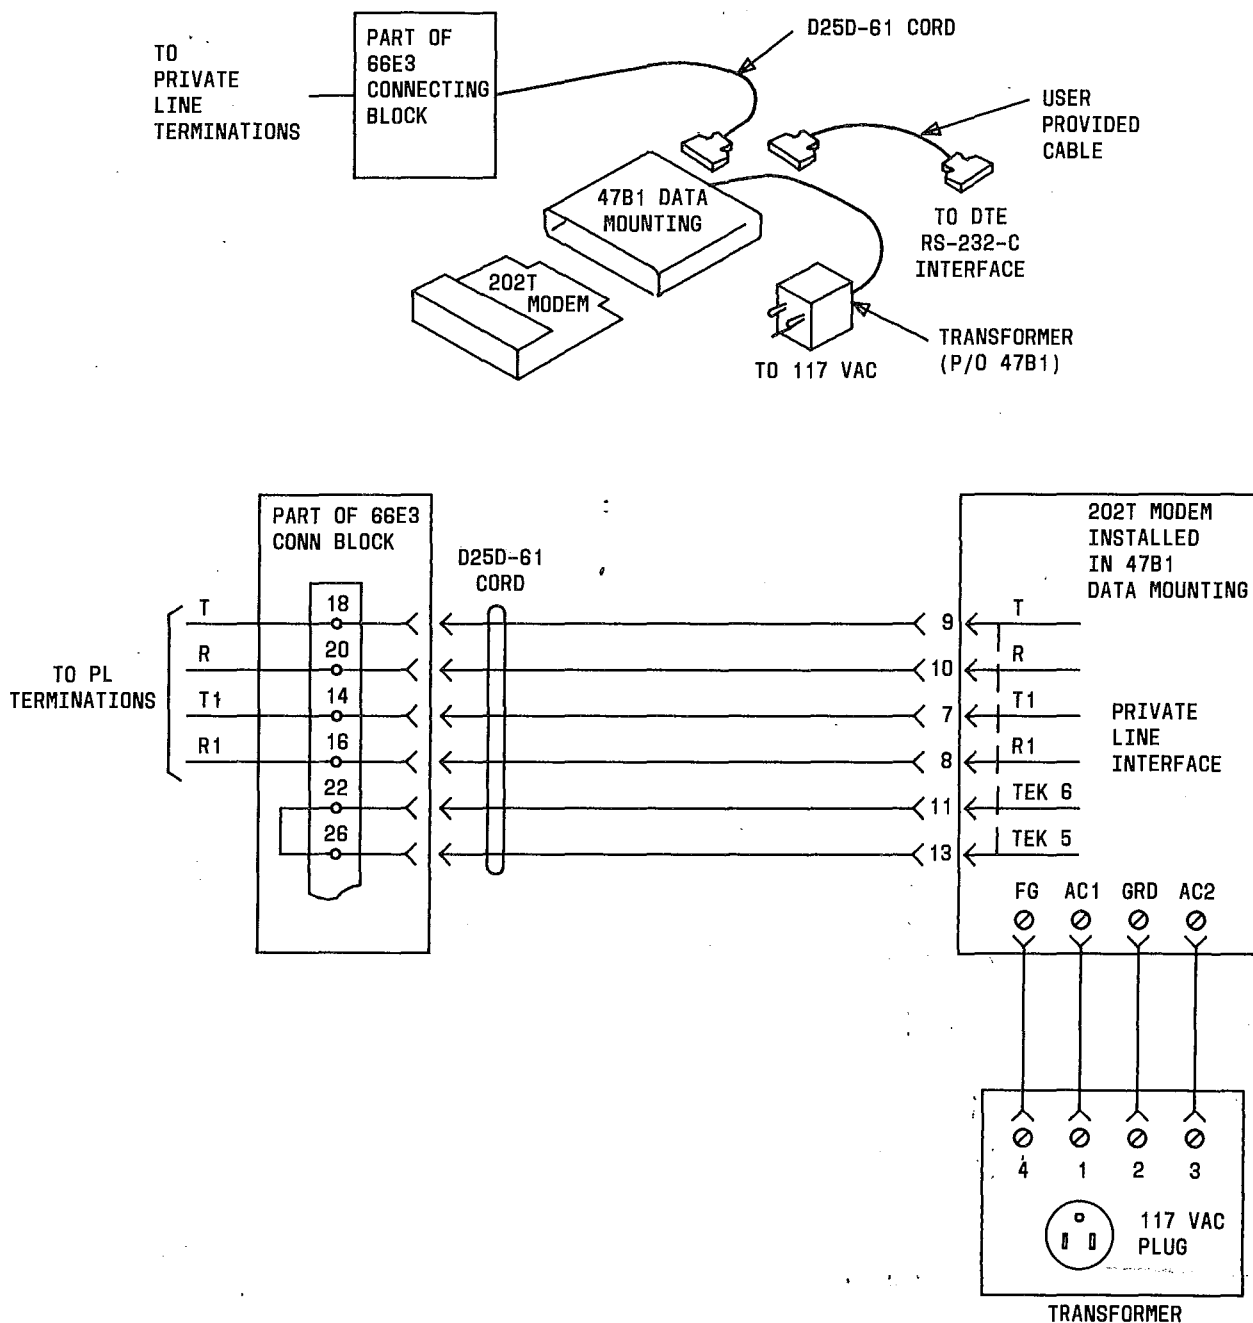 TO
PRIVATE
LINE
TERMINATIONS
PART OF
66E3
CONNECTING
BLOCK
D25D-61 CORD
USER
PROVIDED
CABLE
47B1 DATA
MOUNTING
TO DTE
RS-232-C
INTERFACE
202T
MODEM
TO 117 VAC
TRANSFORMER
(P/O 47B1)
PART OF 66E3
CONN BLOCK
D25D-61
CORD
202T MODEM
INSTALLED
IN 47B1
DATA MOUNTING
TO PL
TERMINATIONS
T 18 9 T
R 20 10 R
T1 14 7 T1
R1 16 8 R1
22 11 TEK 6
26 13 TEK 5
PRIVATE
LINE
INTERFACE
FG AC1 GRD AC2
4 1 2 3
117 VAC
PLUG
TRANSFORMER